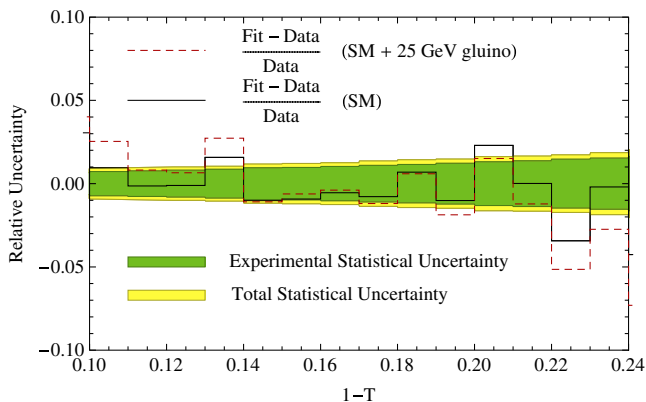 0.10
Fit − Data
Data
(SM + 25 GeV gluino)
Fit − Data
Data
(SM)
0.05
0.00
−0.05
−0.10
Relative Uncertainty
Experimental Statistical Uncertainty
Total Statistical Uncertainty
0.10 0.12 0.14 0.16 0.18 0.20 0.22 0.24
1−T